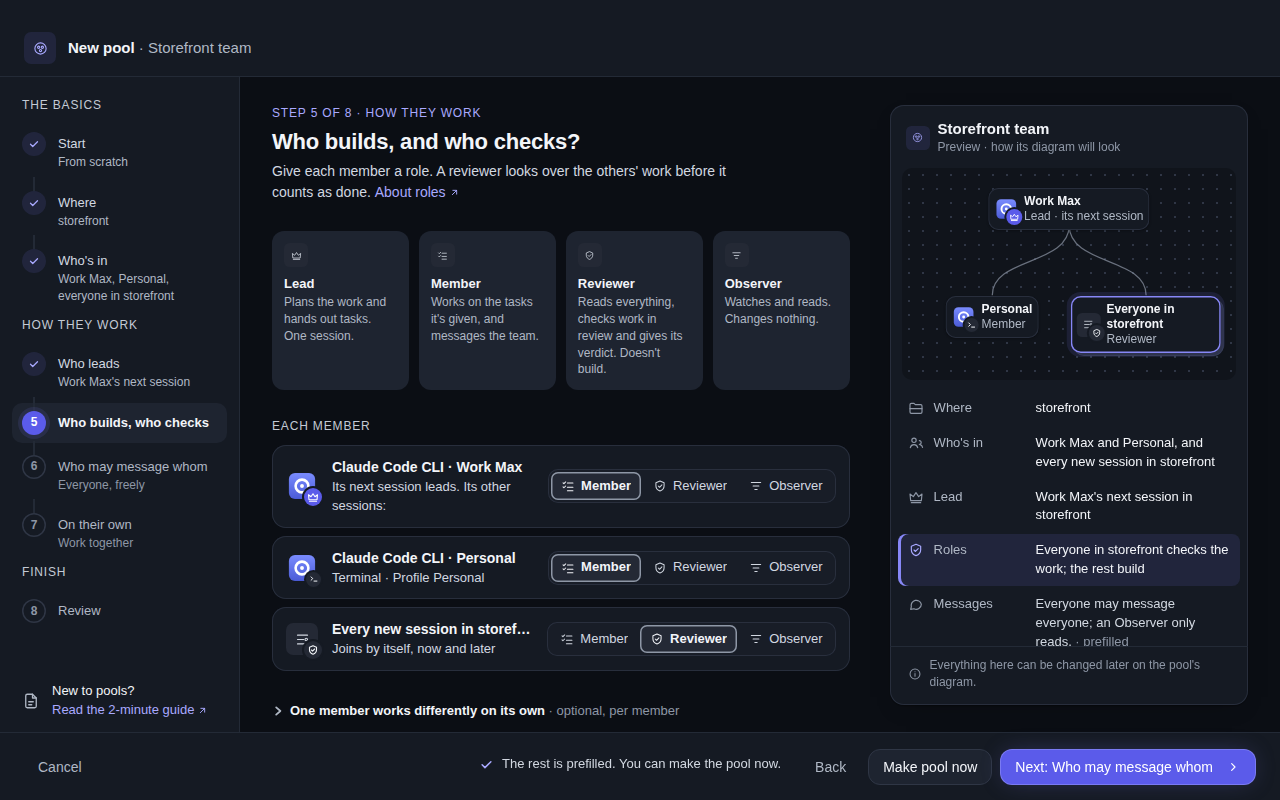 New pool · Storefront team
THE BASICS
Start
From scratch
Where
storefront
Who's in
Work Max, Personal,
everyone in storefront
HOW THEY WORK
Who leads
Work Max's next session
5
Who builds, who checks
6
Who may message whom
Everyone, freely
7
On their own
Work together
FINISH
8
Review
New to pools?
Read the 2-minute guide
STEP 5 OF 8 · HOW THEY WORK
Who builds, and who checks?
Give each member a role. A reviewer looks over the others' work before it
counts as done. About roles
Lead
Plans the work and
hands out tasks.
One session.
Member
Works on the tasks
it's given, and
messages the team.
Reviewer
Reads everything,
checks work in
review and gives its
verdict. Doesn't
build.
Observer
Watches and reads.
Changes nothing.
EACH MEMBER
Claude Code CLI · Work Max
Its next session leads. Its other
sessions:
Member Reviewer Observer
Claude Code CLI · Personal
Terminal · Profile Personal
Member Reviewer Observer
Every new session in storef…
Joins by itself, now and later
Member Reviewer Observer
One member works differently on its own · optional, per member
Storefront team
Preview · how its diagram will look
Work Max
Lead · its next session
Personal
Member
Everyone in
storefront
Reviewer
Where storefront
Who's in Work Max and Personal, and
every new session in storefront
Lead Work Max's next session in
storefront
Roles Everyone in storefront checks the
work; the rest build
Messages Everyone may message
everyone; an Observer only
reads. · prefilled
Everything here can be changed later on the pool's
diagram.
Cancel
The rest is prefilled. You can make the pool now.
Back
Make pool now
Next: Who may message whom